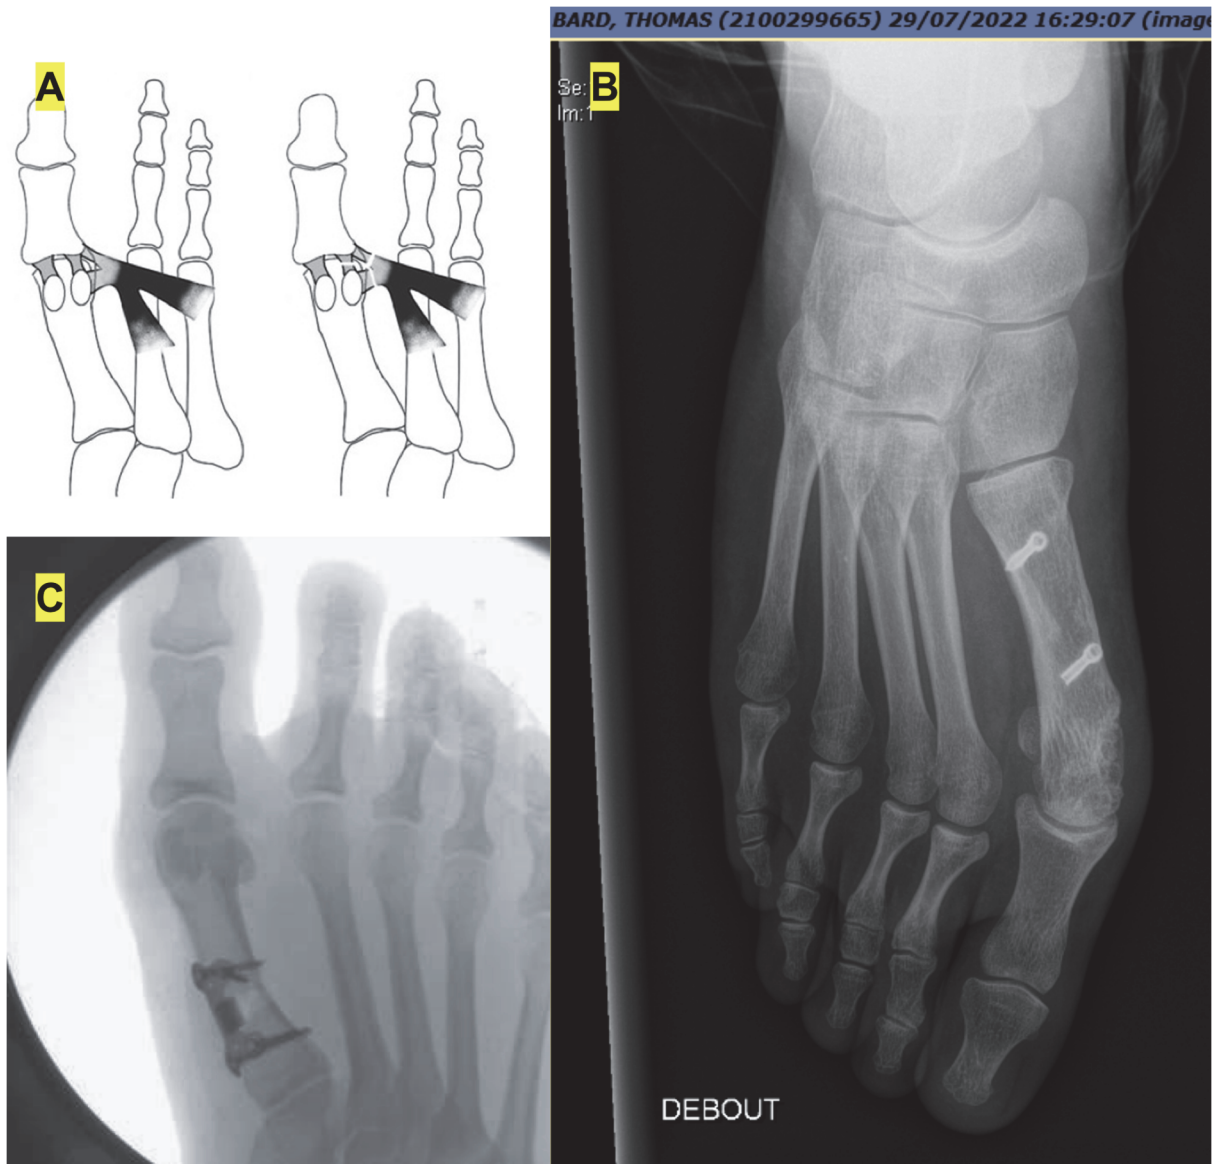 BARD, THOMAS (2100299665) 29/07/2022 16:29:07 (image
A
Se:
B
Im:1
C
DEBOUT